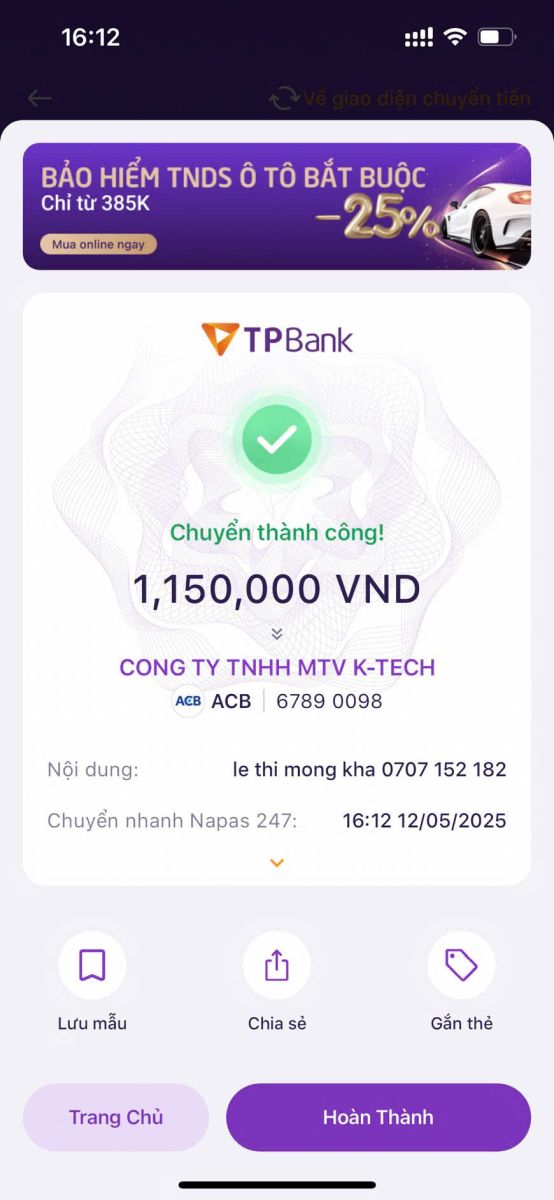 16:12
Về giao diện chuyển tiền
BẢO HIỂM TNDS Ô TÔ BẮT BUỘC
Chỉ từ 385K
-25%
Mua online ngay
TPBank
Chuyển thành công!
1,150,000 VND
CONG TY TNHH MTV K-TECH
ACB ACB | 6789 0098
Nội dung: le thi mong kha 0707 152 182
Chuyển nhanh Napas 247: 16:12 12/05/2025
Lưu mẫu Chia sẻ Gắn thẻ
Trang Chủ Hoàn Thành